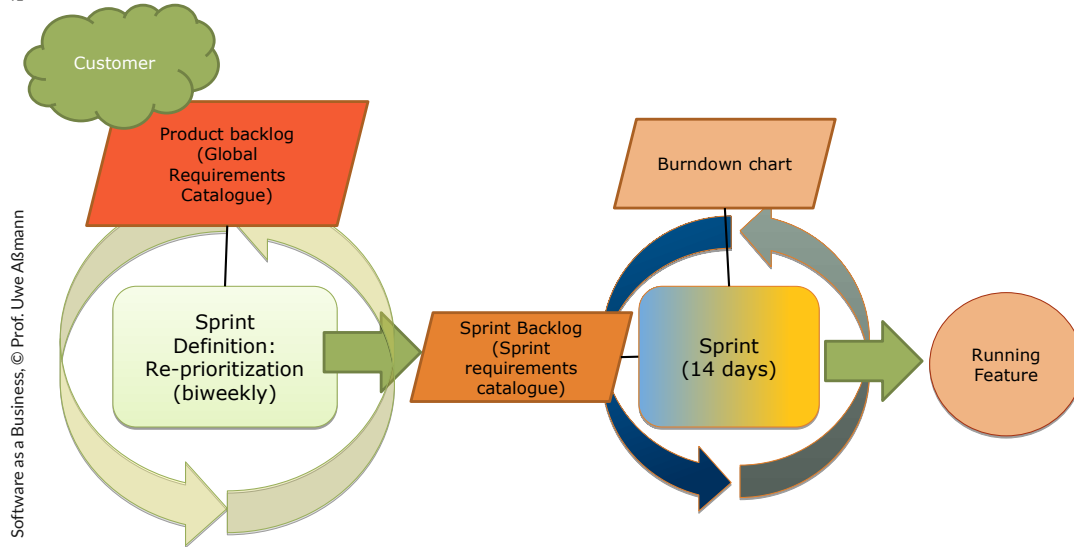 Customer
Product backlog
(Global
Requirements
Catalogue)
Burndown chart
Sprint
Definition:
Re-prioritization
(biweekly)
Sprint Backlog
(Sprint
requirements
catalogue)
Sprint
(14 days)
Running
Feature
Software as a Business, © Prof. Uwe Aßmann